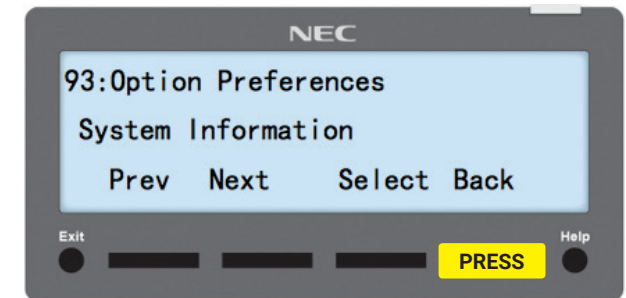 NEC
93:Option Preferences
System Information
Prev Next Select Back
Exit Help
PRESS